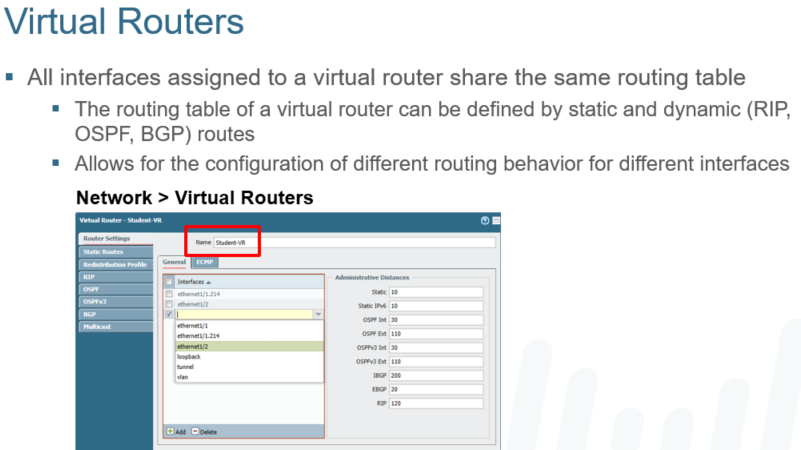 Virtual Routers
All interfaces assigned to a virtual router share the same routing table
The routing table of a virtual router can be defined by static and dynamic (RIP,
OSPF, BGP) routes
Allows for the configuration of different routing behavior for different interfaces
Network > Virtual Routers
Virtual Router - Student-VR
Router Settings
Static Routes
Redistribution Profile
RIP
OSPF
OSPFv3
BGP
Multicast
Name Student-VR
General ECMP
Interfaces
ethernet1/1.214
ethernet1/2
ethernet1/1
ethernet1/1.214
ethernet1/2
loopback
tunnel
vlan
Add Delete
Administrative Distances
Static 10
Static IPv6 10
OSPF Int 30
OSPF Ext 110
OSPFv3 Int 30
OSPFv3 Ext 110
IBGP 200
EBGP 20
RIP 120